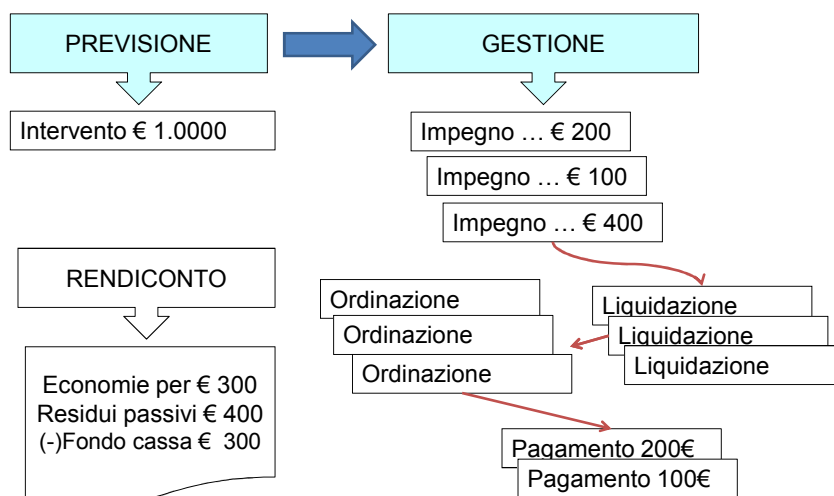 PREVISIONE
GESTIONE
Intervento € 1.0000
Impegno … € 200
Impegno … € 100
Impegno … € 400
RENDICONTO
Ordinazione
Ordinazione
Ordinazione
Liquidazione
Liquidazione
Liquidazione
Economie per € 300
Residui passivi € 400
(-)Fondo cassa € 300
Pagamento 200€
Pagamento 100€